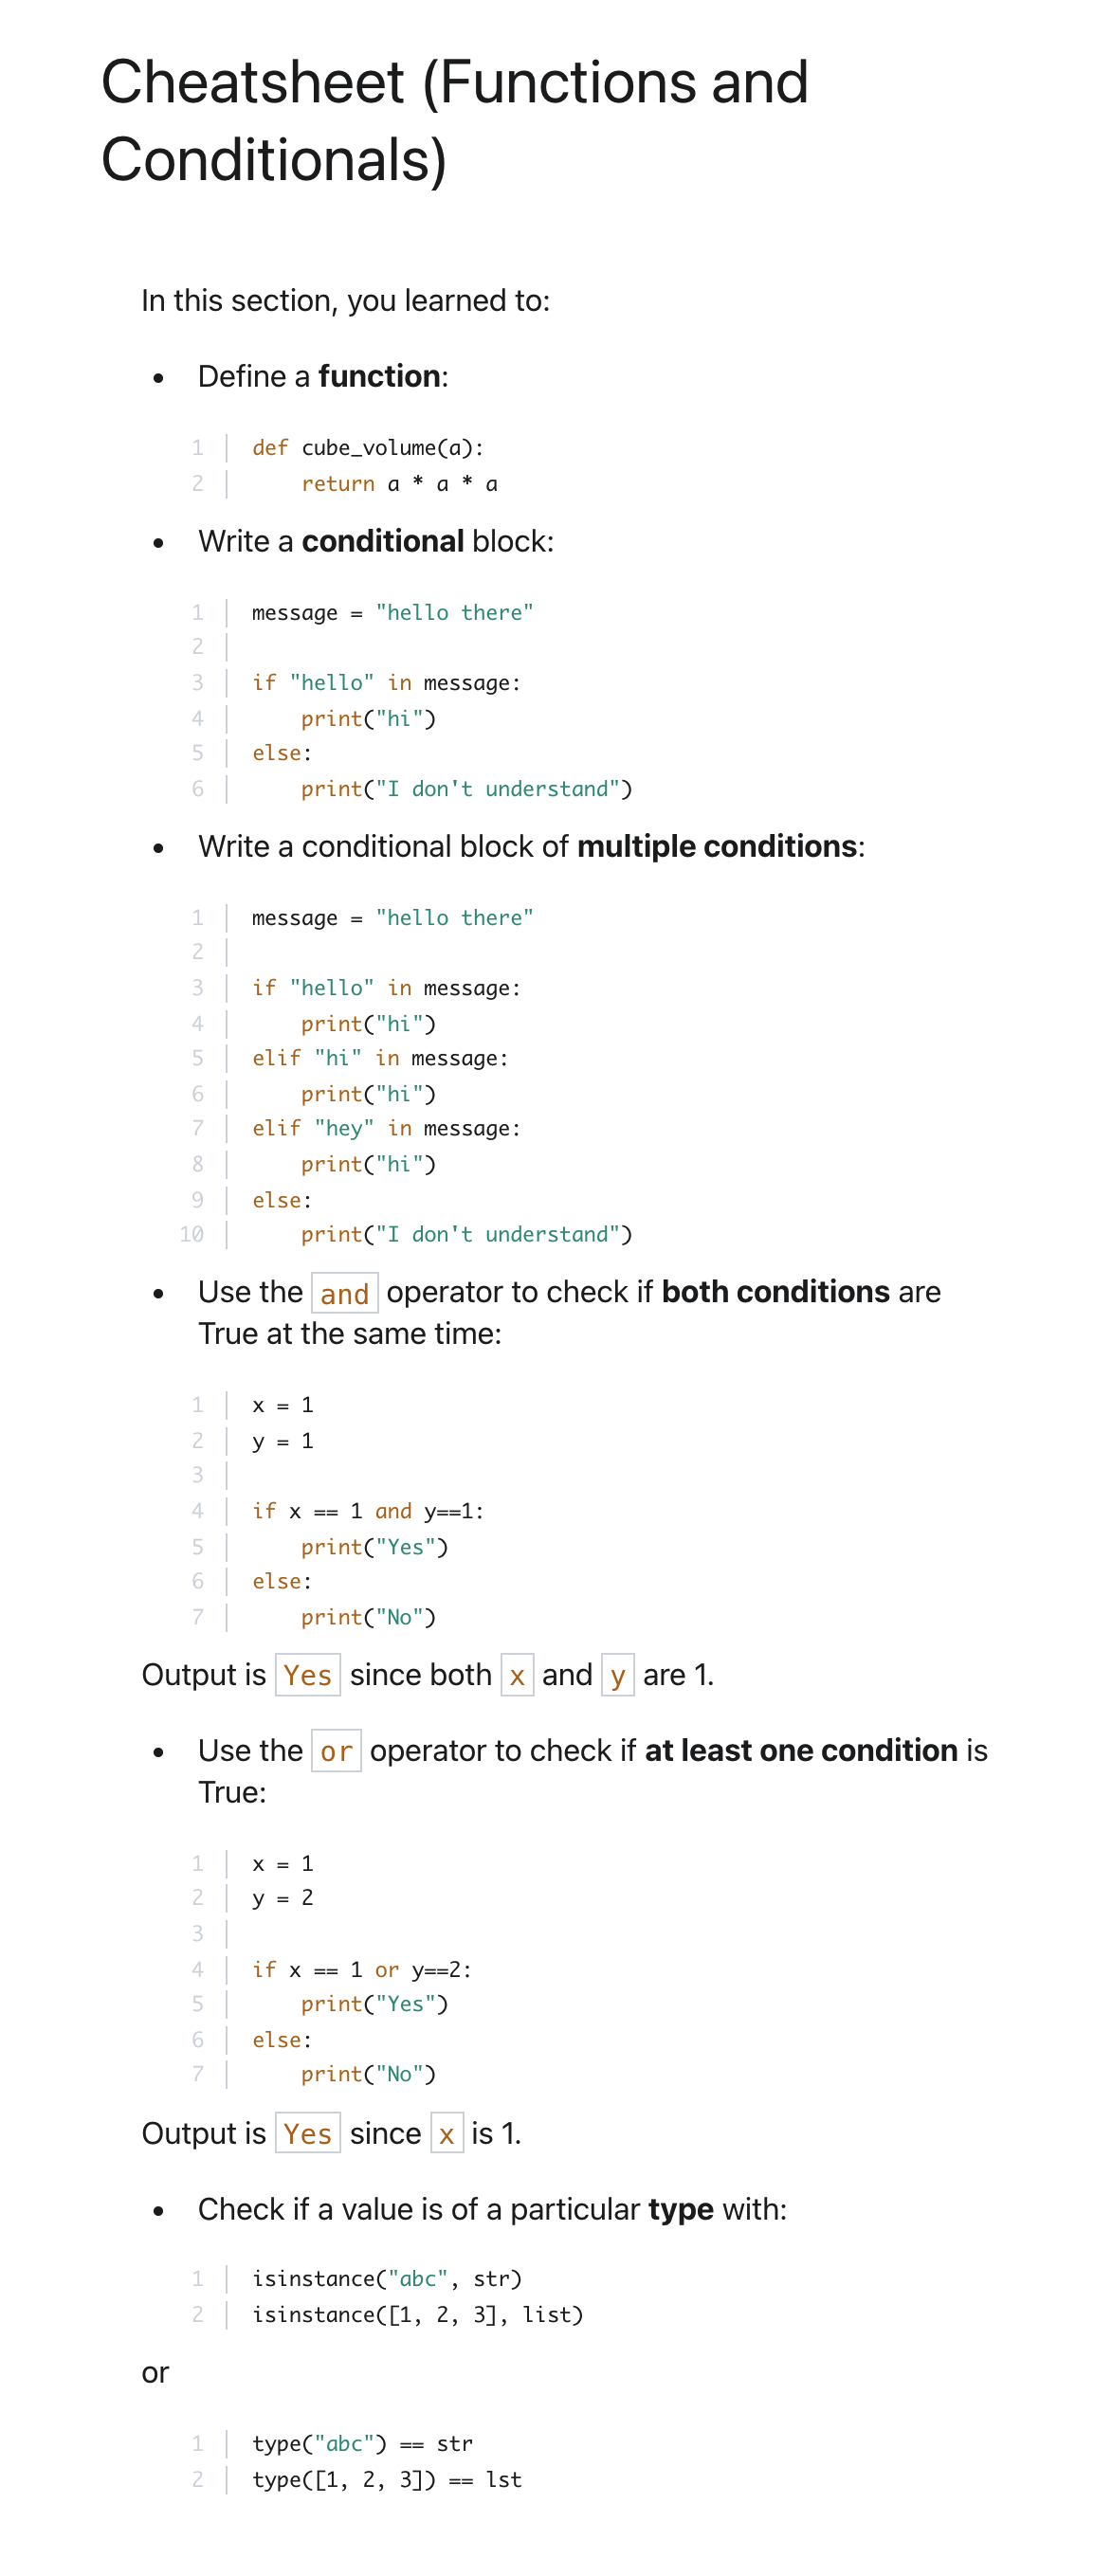 Cheatsheet (Functions and
Conditionals)
In this section, you learned to:
• Define a function:
1 def cube_volume(a):
2     return a * a * a
• Write a conditional block:
1 message = "hello there"
2
3 if "hello" in message:
4     print("hi")
5 else:
6     print("I don't understand")
• Write a conditional block of multiple conditions:
1 message = "hello there"
2
3 if "hello" in message:
4     print("hi")
5 elif "hi" in message:
6     print("hi")
7 elif "hey" in message:
8     print("hi")
9 else:
10     print("I don't understand")
• Use the and operator to check if both conditions are
True at the same time:
1 x = 1
2 y = 1
3
4 if x == 1 and y==1:
5     print("Yes")
6 else:
7     print("No")
Output is Yes since both x and y are 1.
• Use the or operator to check if at least one condition is
True:
1 x = 1
2 y = 2
3
4 if x == 1 or y==2:
5     print("Yes")
6 else:
7     print("No")
Output is Yes since x is 1.
• Check if a value is of a particular type with:
1 isinstance("abc", str)
2 isinstance([1, 2, 3], list)
or
1 type("abc") == str
2 type([1, 2, 3]) == lst